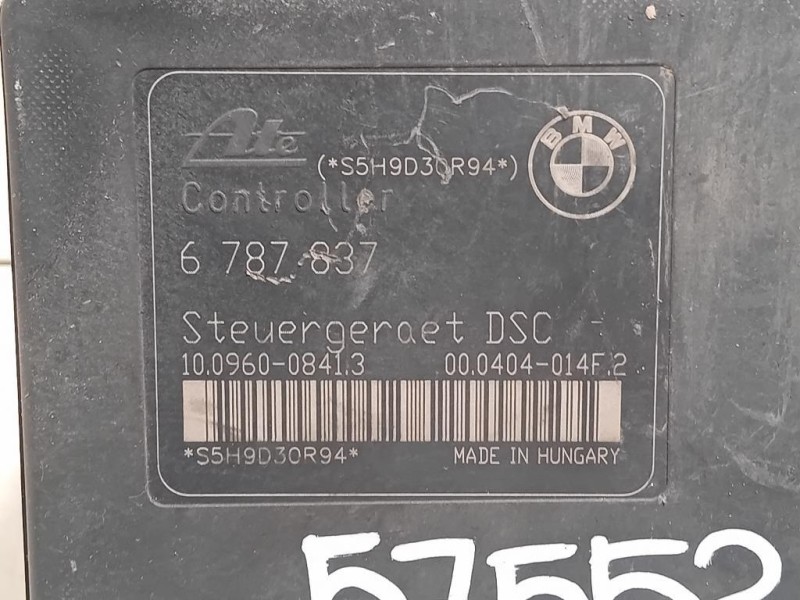 Ate
(*S5H9D30R94*)
BMW
Controller
6 787 837
Steuergeraet DSC
10.0960-0841.3 00.0404-014F.2
*S5H9D30R94*
MADE IN HUNGARY
57552